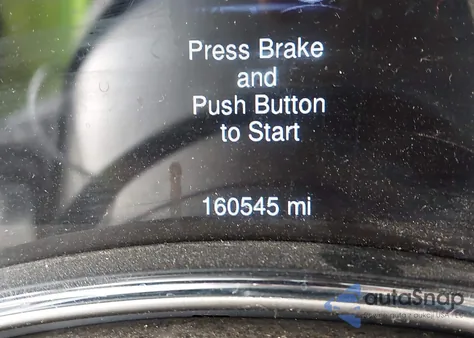 Press Brake
and
Push Button
to Start
160545 mi
autoSnap